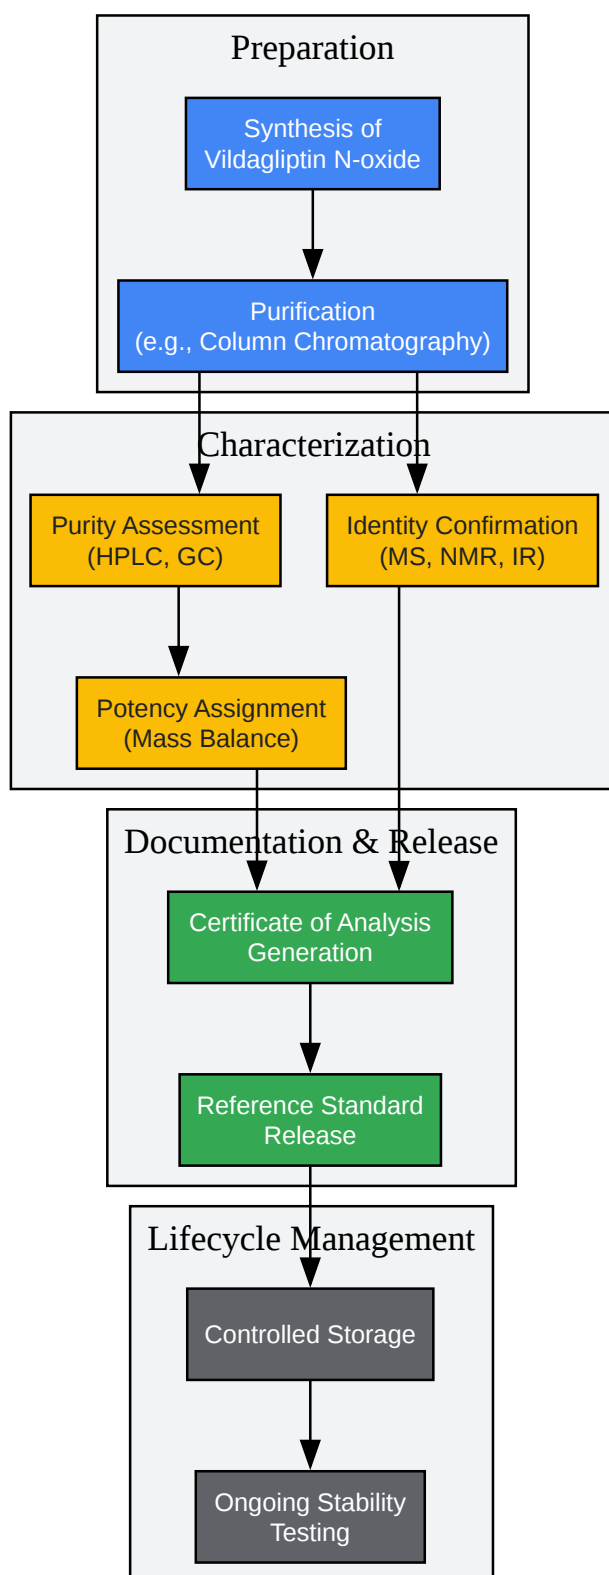 Preparation
Synthesis of
Vildagliptin N-oxide
Purification
(e.g., Column Chromatography)
Characterization
Purity Assessment
(HPLC, GC)
Identity Confirmation
(MS, NMR, IR)
Potency Assignment
(Mass Balance)
Documentation & Release
Certificate of Analysis
Generation
Reference Standard
Release
Lifecycle Management
Controlled Storage
Ongoing Stability
Testing